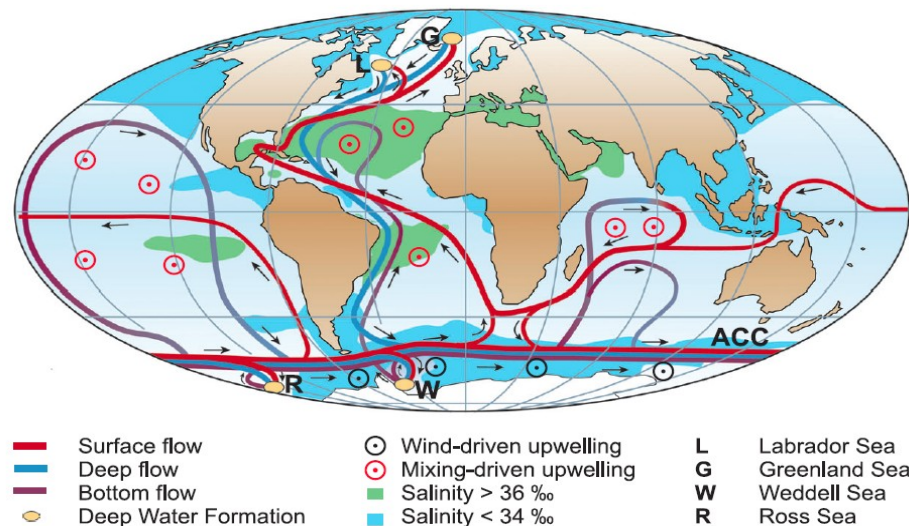 G
L
ACC
R
W
Surface flow
Deep flow
Bottom flow
Deep Water Formation
Wind-driven upwelling
Mixing-driven upwelling
Salinity > 36 ‰
Salinity < 34 ‰
L Labrador Sea
G Greenland Sea
W Weddell Sea
R Ross Sea